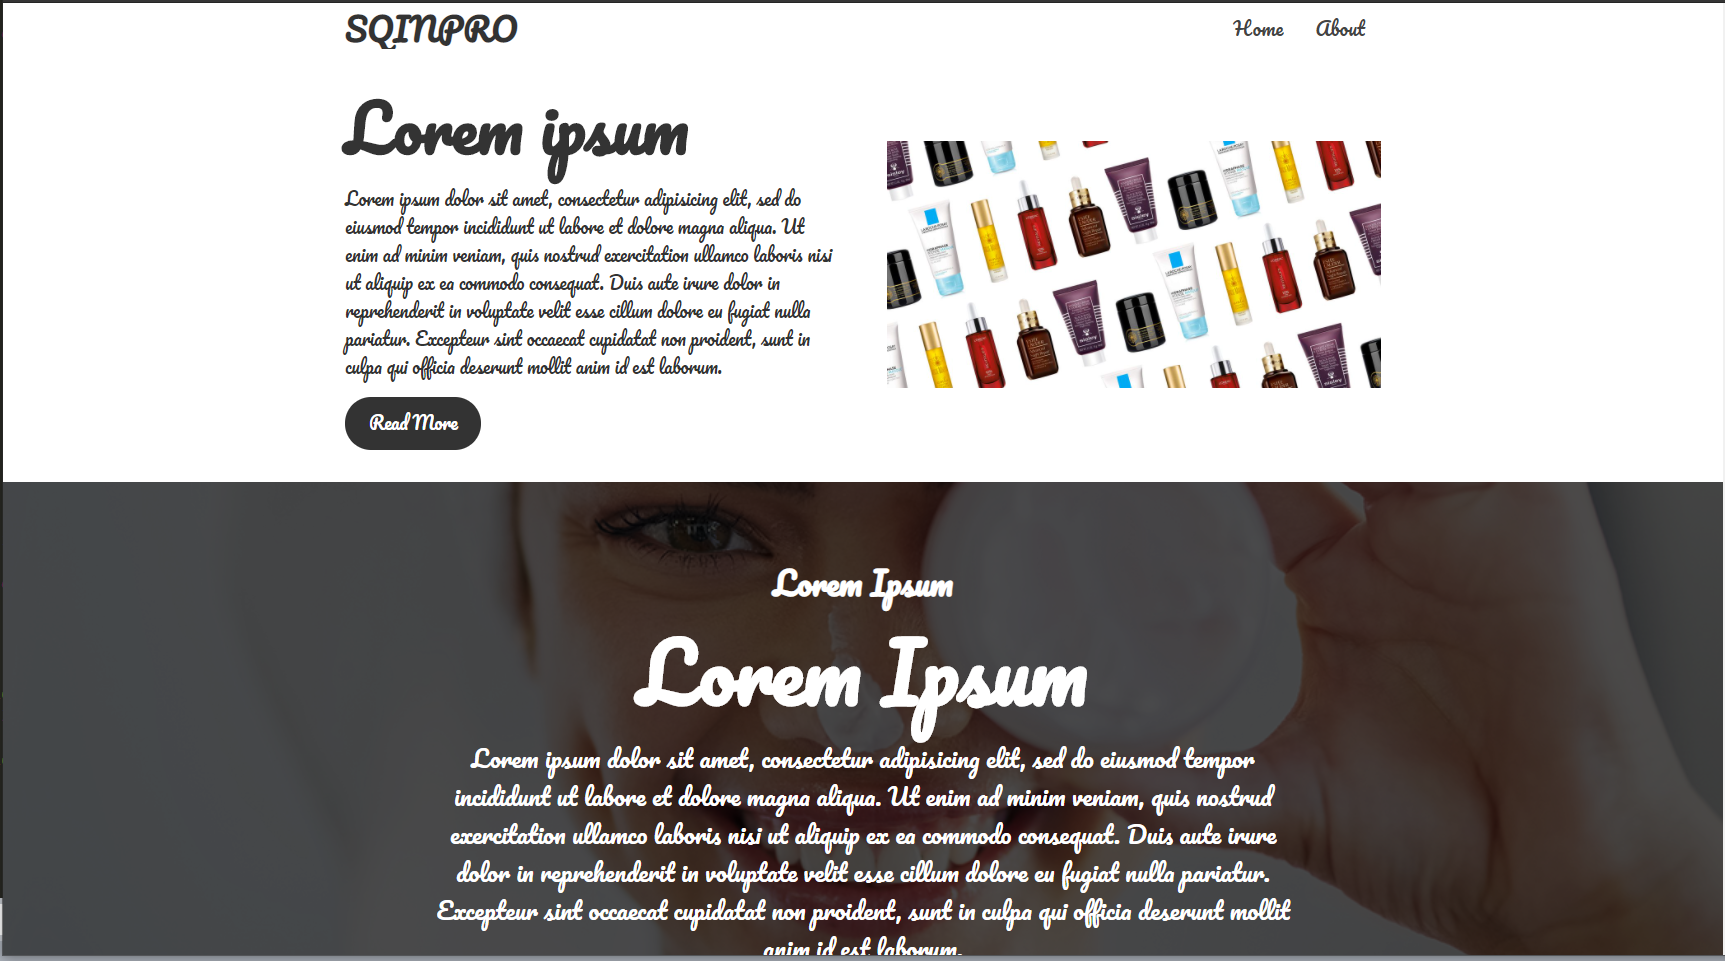 SQINPRO
Home About
Lorem ipsum
Lorem ipsum dolor sit amet, consectetur adipisicing elit, sed do
eiusmod tempor incididunt ut labore et dolore magna aliqua. Ut
enim ad minim veniam, quis nostrud exercitation ullamco laboris nisi
ut aliquip ex ea commodo consequat. Duis aute irure dolor in
reprehenderit in voluptate velit esse cillum dolore eu fugiat nulla
pariatur. Excepteur sint occaecat cupidatat non proident, sunt in
culpa qui officia deserunt mollit anim id est laborum.
Read More
Lorem Ipsum
Lorem Ipsum
Lorem ipsum dolor sit amet, consectetur adipisicing elit, sed do eiusmod tempor
incididunt ut labore et dolore magna aliqua. Ut enim ad minim veniam, quis nostrud
exercitation ullamco laboris nisi ut aliquip ex ea commodo consequat. Duis aute irure
dolor in reprehenderit in voluptate velit esse cillum dolore eu fugiat nulla pariatur.
Excepteur sint occaecat cupidatat non proident, sunt in culpa qui officia deserunt mollit
anim id est laborum.